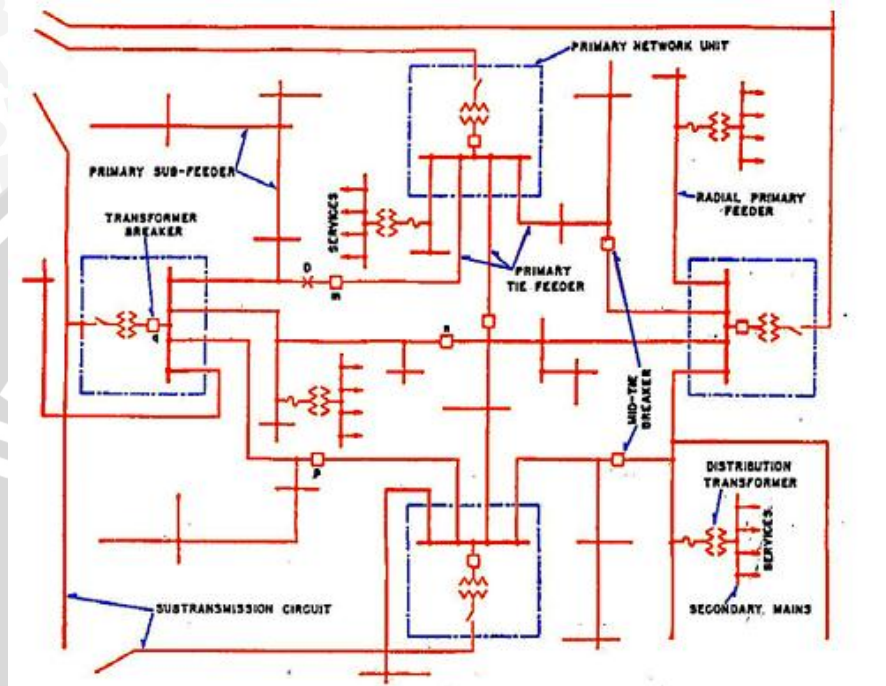 PRIMARY NETWORK UNIT
PRIMARY SUB-FEEDER
TRANSFORMER
BREAKER
SERVICES
RADIAL PRIMARY
FEEDER
D
PRIMARY
TIE FEEDER
MID-TIE
BREAKER
P
DISTRIBUTION
TRANSFORMER
SERVICES
SUBTRANSMISSION CIRCUIT
SECONDARY, MAINS